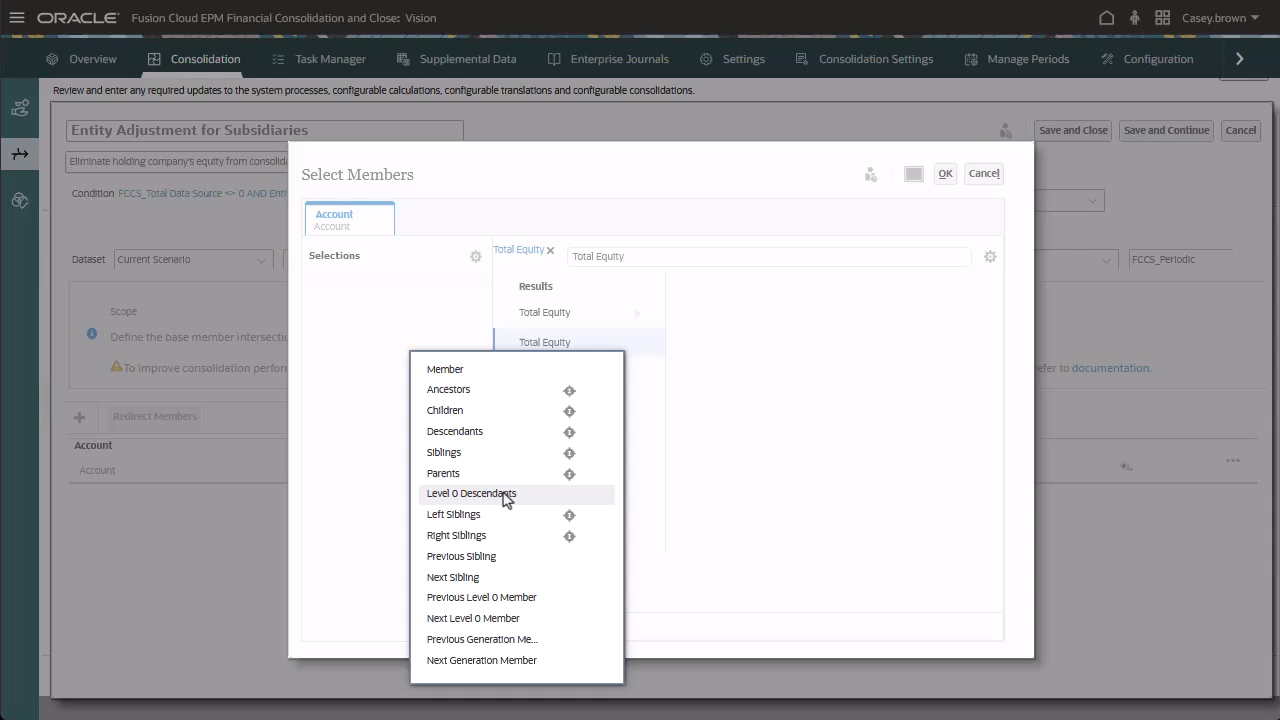 ORACLE Fusion Cloud EPM Financial Consolidation and Close: Vision Casey.brown
Overview Consolidation Task Manager Supplemental Data Enterprise Journals Settings Consolidation Settings Manage Periods Configuration
Review and enter any required updates to the system processes, configurable calculations, configurable translations and configurable consolidations.
Entity Adjustment for Subsidiaries Save and Close Save and Continue Cancel
Eliminate holding company's equity from consolida
Condition FCCS_Total Data Source <> 0 AND Enti
Dataset Current Scenario FCCS_Periodic
Scope
Define the base member intersecti
To improve consolidation perfor refer to documentation.
Redirect Members
Account
Account
Select Members OK Cancel
Account
Account
Selections
Total Equity
Total Equity
Results
Total Equity
Total Equity
Member
Ancestors
Children
Descendants
Siblings
Parents
Level 0 Descendants
Left Siblings
Right Siblings
Previous Sibling
Next Sibling
Previous Level 0 Member
Next Level 0 Member
Previous Generation Me...
Next Generation Member